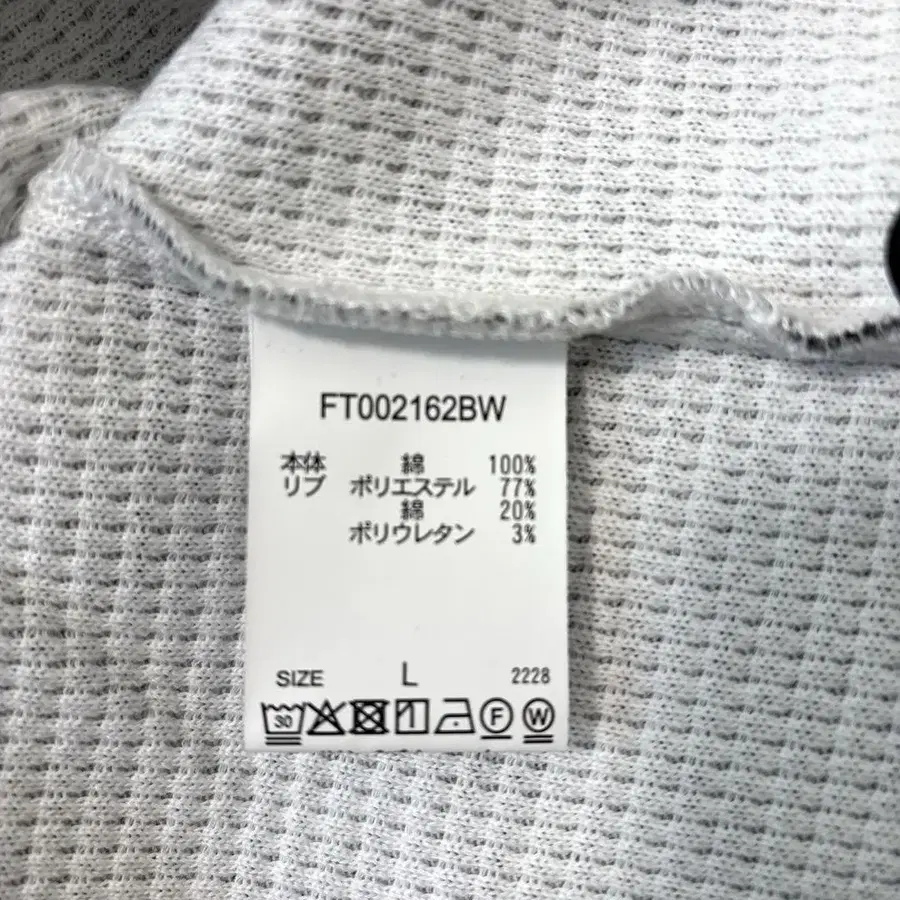 FT002162BW
本体 綿 100%
リブ ポリエステル 77%
綿 20%
ポリウレタン 3%
SIZE L 2228
30 F W